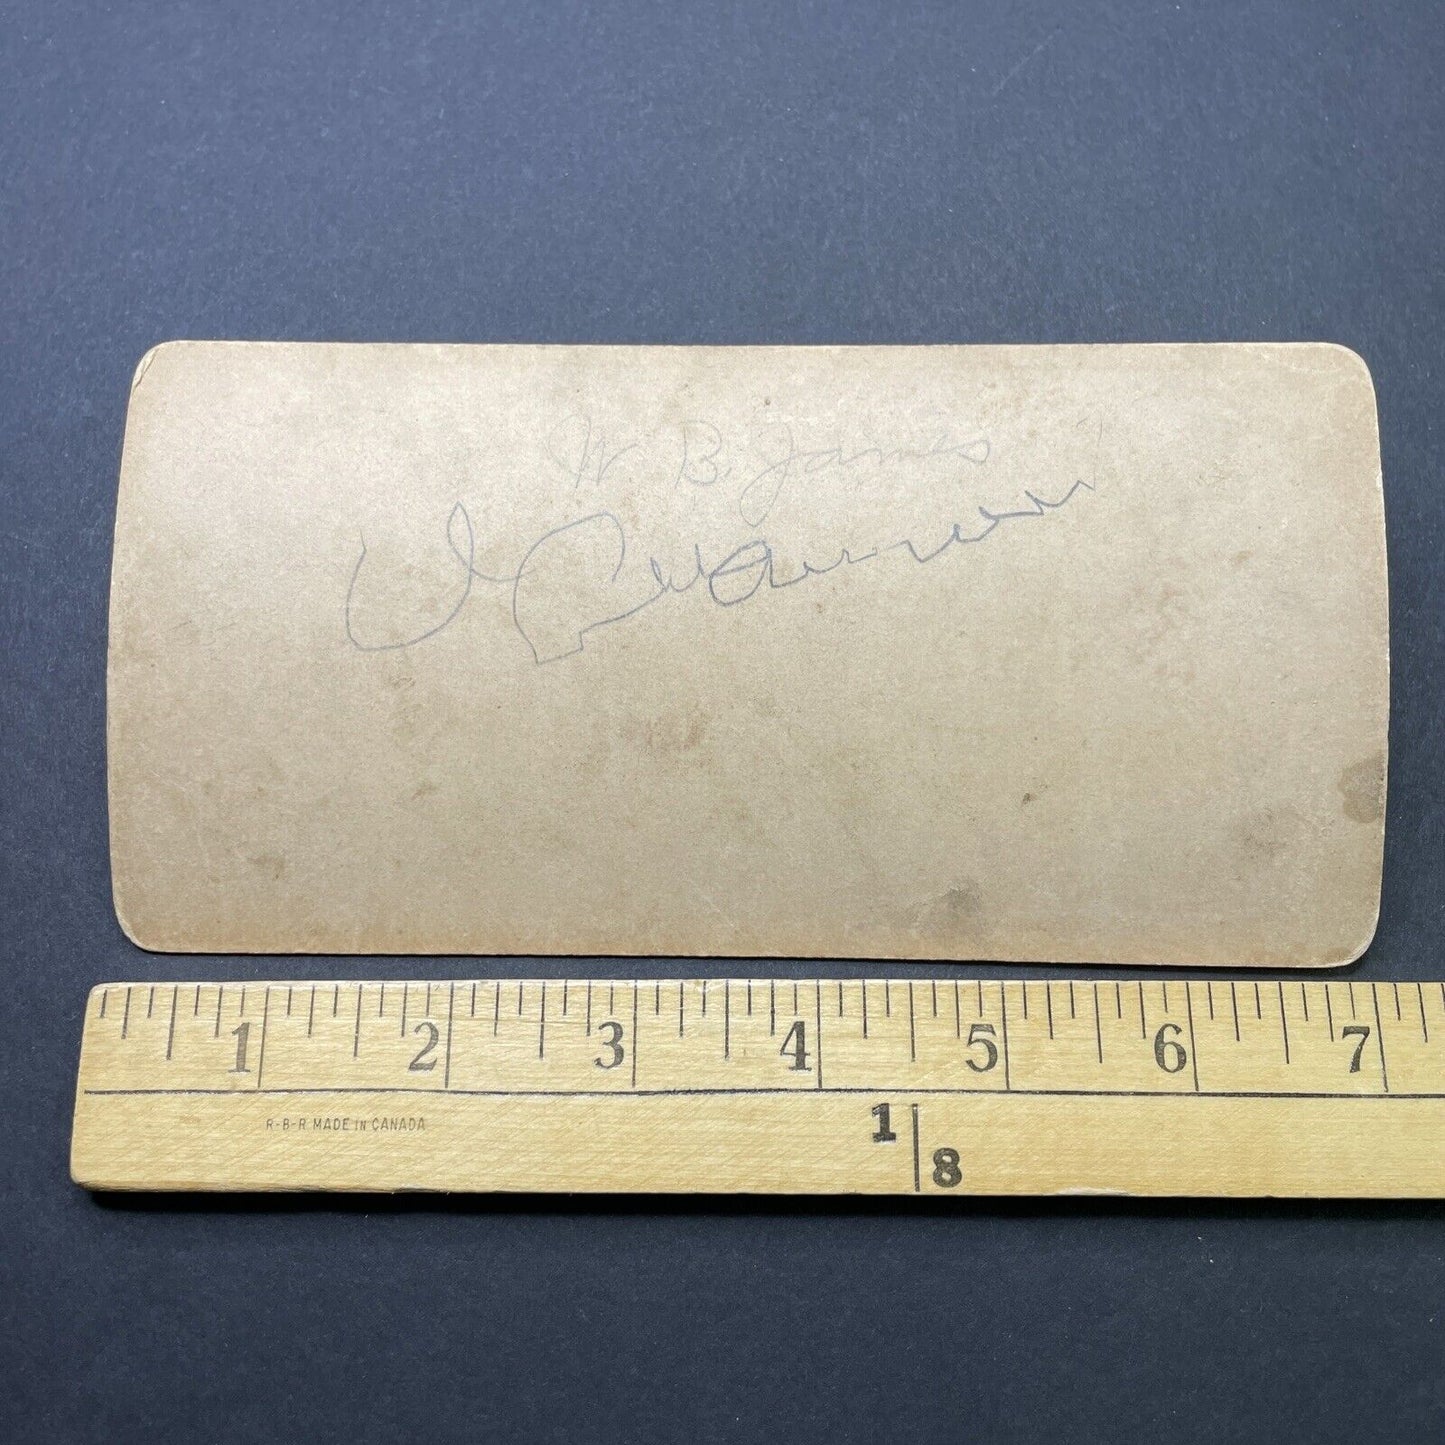 W B. James
1 2 3 4 5 6 7
R-B-R MADE IN CANADA
1
8